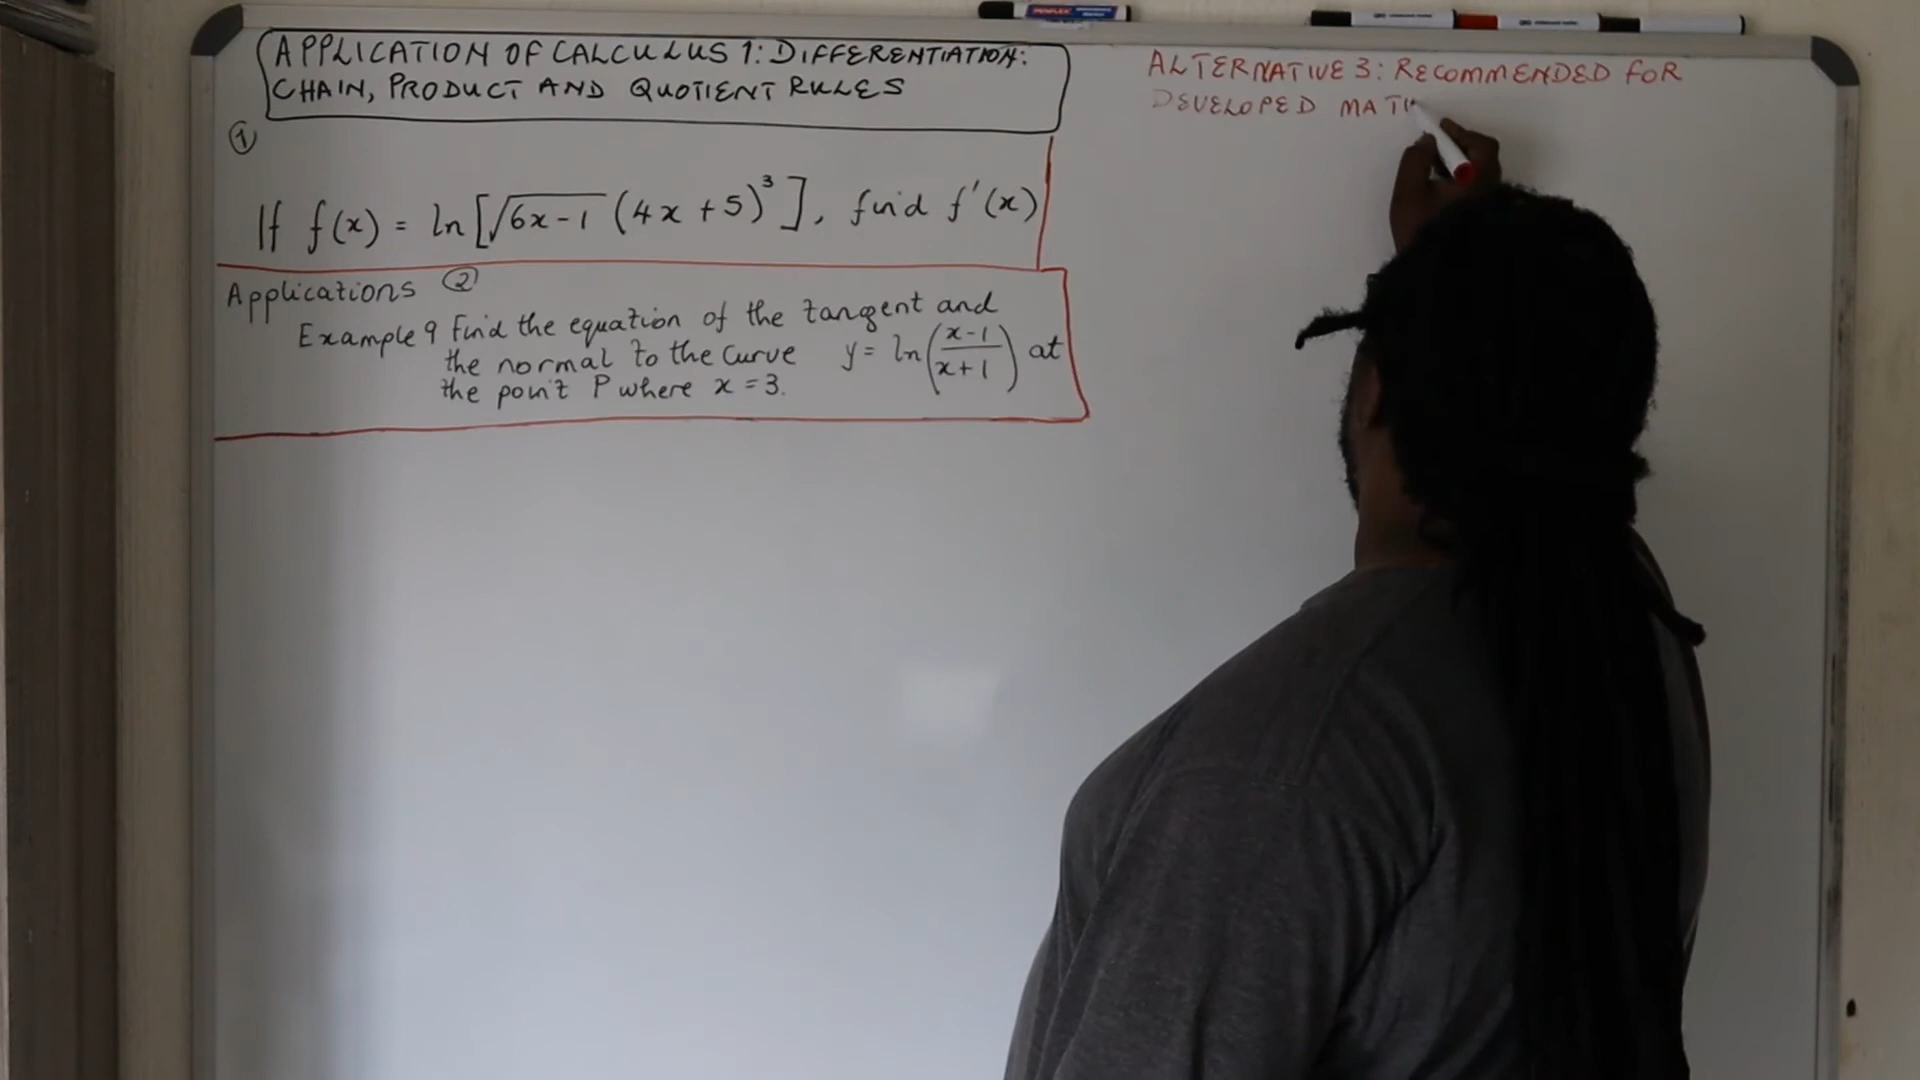 APPLICATION OF CALCULUS 1: DIFFERENTIATION:
CHAIN, PRODUCT AND QUOTIENT RULES
①
If f(x) = ln[√6x-1 (4x+5)³], find f'(x)
Applications ②
Example 9 Find the equation of the tangent and
the normal to the curve y = ln(x-1/x+1) at
the point P where x = 3.
ALTERNATIVE 3: RECOMMENDED FOR
DEVELOPED